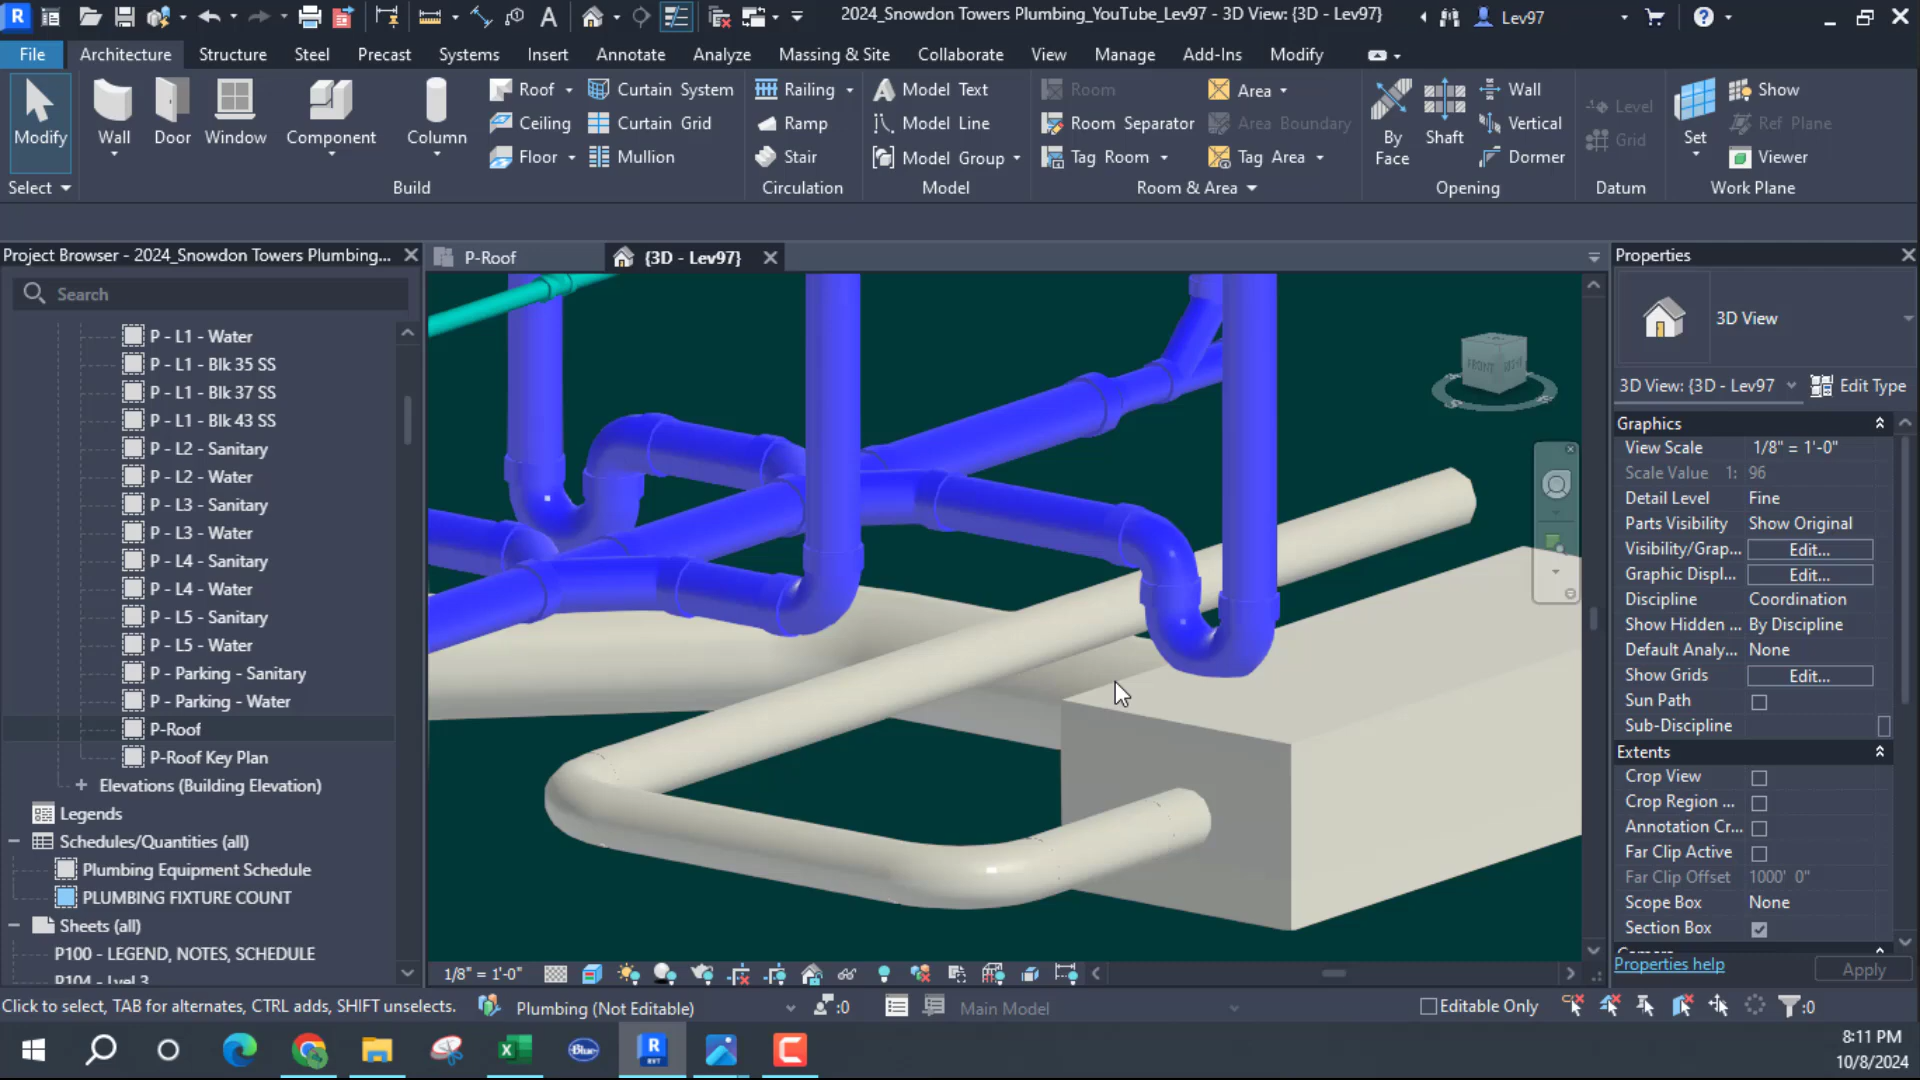 R
2024_Snowdon Towers Plumbing_YouTube_Lev97 - 3D View: {3D - Lev97}
Lev97
File Architecture Structure Steel Precast Systems Insert Annotate Analyze Massing & Site Collaborate View Manage Add-Ins Modify
Modify
Wall
Door
Window
Component
Column
Roof
Ceiling
Floor
Curtain System
Curtain Grid
Mullion
Railing
Ramp
Stair
Model Text
Model Line
Model Group
Room
Room Separator
Tag Room
Area
Area Boundary
Tag Area
By Face
Shaft
Wall
Vertical
Dormer
Level
Grid
Set
Show
Ref Plane
Viewer
Select Build Circulation Model Room & Area Opening Datum Work Plane
Project Browser - 2024_Snowdon Towers Plumbing...
Search
P - L1 - Water
P - L1 - Blk 35 SS
P - L1 - Blk 37 SS
P - L1 - Blk 43 SS
P - L2 - Sanitary
P - L2 - Water
P - L3 - Sanitary
P - L3 - Water
P - L4 - Sanitary
P - L4 - Water
P - L5 - Sanitary
P - L5 - Water
P - Parking - Sanitary
P - Parking - Water
P-Roof
P-Roof Key Plan
Elevations (Building Elevation)
Legends
Schedules/Quantities (all)
Plumbing Equipment Schedule
PLUMBING FIXTURE COUNT
Sheets (all)
P100 - LEGEND, NOTES, SCHEDULE
P104 - Lvel 3
P-Roof
{3D - Lev97}
FRONT
Properties
3D View
3D View: {3D - Lev97 Edit Type
Graphics
View Scale 1/8" = 1'-0"
Scale Value 1: 96
Detail Level Fine
Parts Visibility Show Original
Visibility/Grap... Edit...
Graphic Displ... Edit...
Discipline Coordination
Show Hidden ... By Discipline
Default Analy... None
Show Grids Edit...
Sun Path
Sub-Discipline
Extents
Crop View
Crop Region ...
Annotation Cr...
Far Clip Active
Far Clip Offset 1000' 0"
Scope Box None
Section Box
Properties help Apply
1/8" = 1'-0"
Click to select, TAB for alternates, CTRL adds, SHIFT unselects.
Plumbing (Not Editable)
:0
Main Model
Editable Only
:0
Blue
R
8:11 PM
10/8/2024